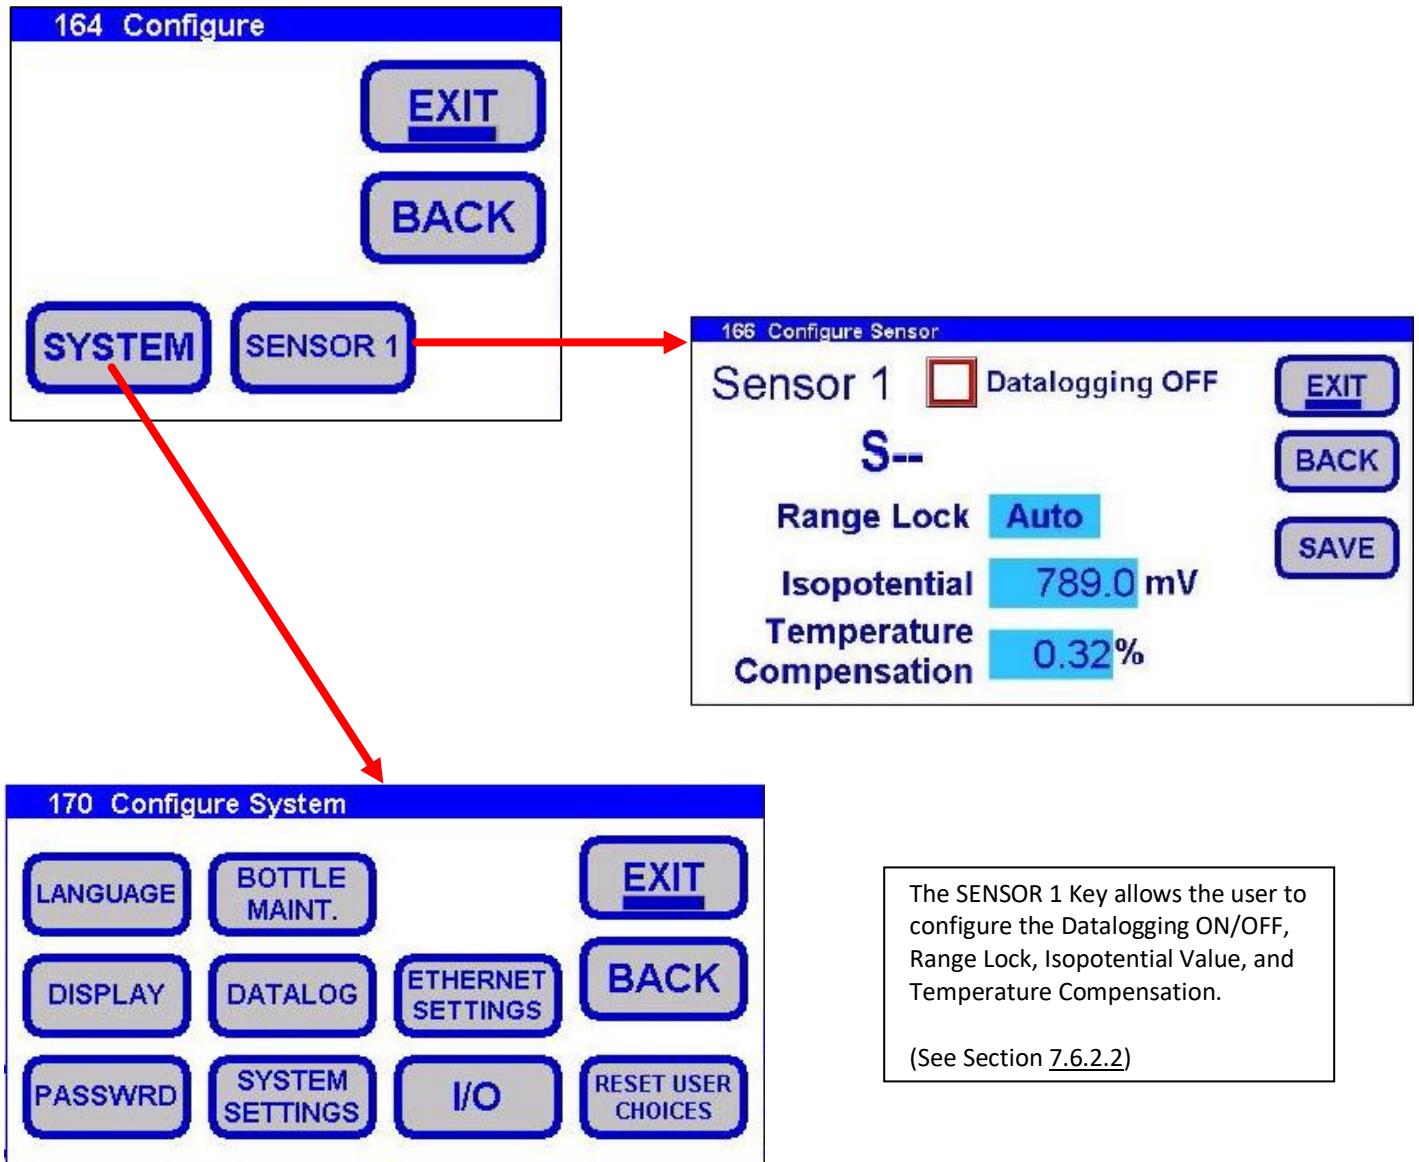 164 Configure
EXIT
BACK
SYSTEM
SENSOR 1
166 Configure Sensor
Sensor 1
Datalogging OFF
EXIT
S--
BACK
Range Lock Auto
SAVE
Isopotential 789.0 mV
Temperature
Compensation 0.32%
170 Configure System
LANGUAGE
BOTTLE
MAINT.
EXIT
DISPLAY
DATALOG
ETHERNET
SETTINGS
BACK
PASSWRD
SYSTEM
SETTINGS
I/O
RESET USER
CHOICES
The SENSOR 1 Key allows the user to
configure the Datalogging ON/OFF,
Range Lock, Isopotential Value, and
Temperature Compensation.
(See Section 7.6.2.2)